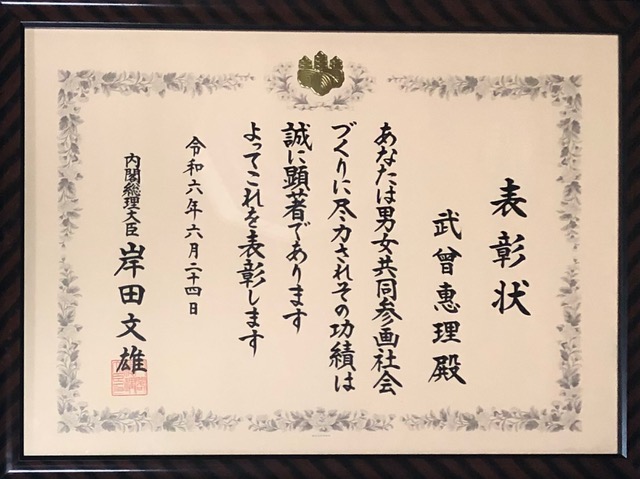 表彰状
武曾惠理殿
あなたは男女共同参画社会
づくりに尽力されその功績は
誠に顕著であります
よってこれを表彰します
令和六年六月二十四日
内閣総理大臣 岸田文雄